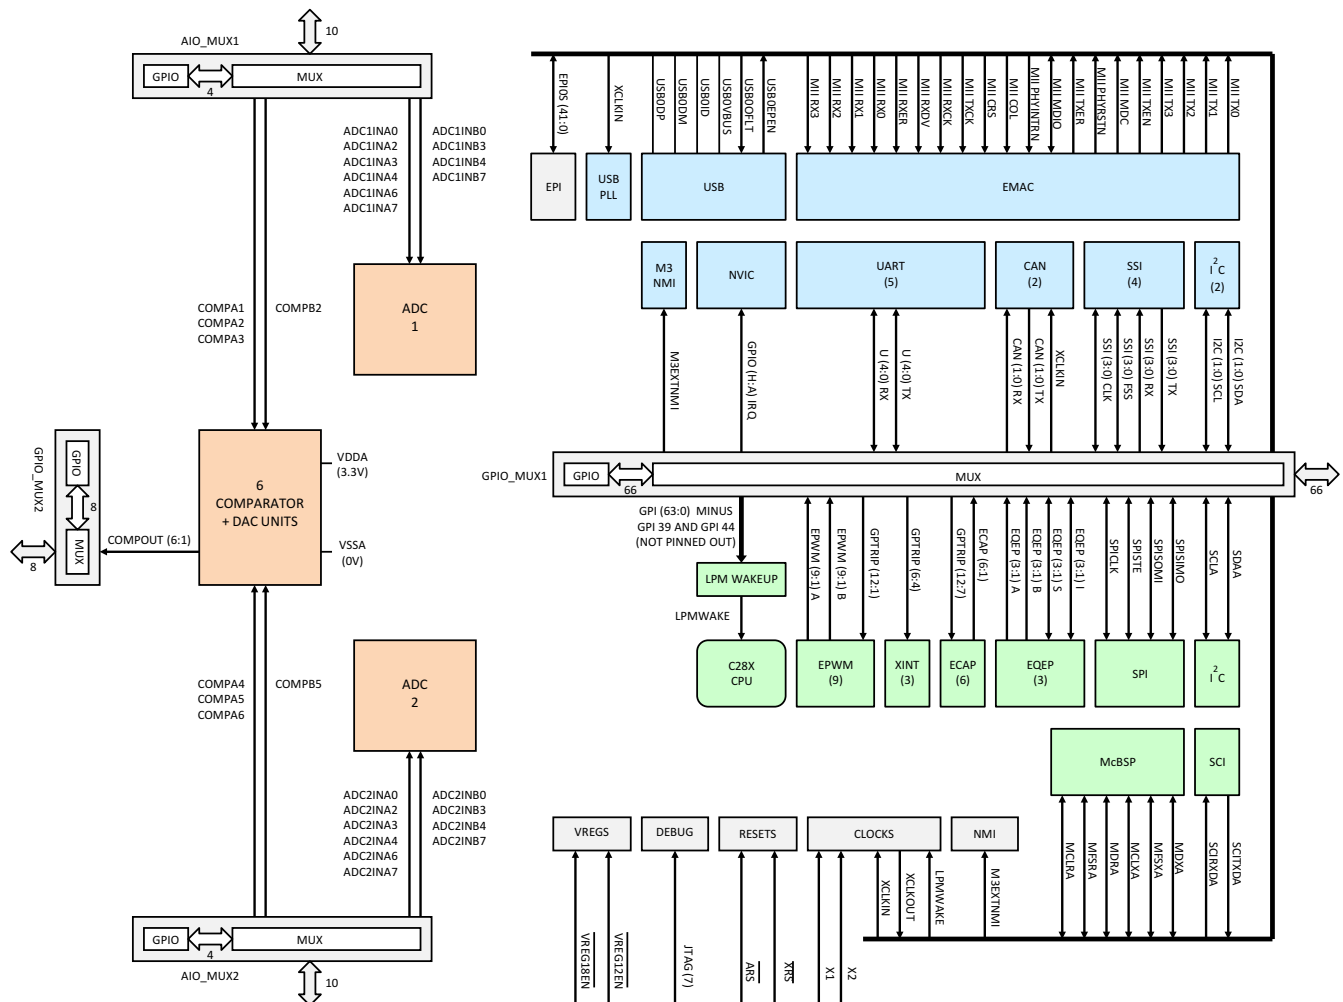 AIO_MUX1
10
GPIO
4
MUX
ADC1INA0
ADC1INA2
ADC1INA3
ADC1INA4
ADC1INA6
ADC1INA7
ADC1INB0
ADC1INB3
ADC1INB4
ADC1INB7
ADC
1
COMPA1
COMPA2
COMPA3
COMPB2
GPIO_MUX2
GPIO
8
MUX
8
COMPOUT (6:1)
6
COMPARATOR
+ DAC UNITS
VDDA
(3.3V)
VSSA
(0V)
COMPA4
COMPA5
COMPA6
COMPB5
ADC
2
ADC2INA0
ADC2INA2
ADC2INA3
ADC2INA4
ADC2INA6
ADC2INA7
ADC2INB0
ADC2INB3
ADC2INB4
ADC2INB7
GPIO
4
MUX
AIO_MUX2
10
EPI0S (41:0)
XCLKIN
USB0DP
USB0DM
USB0ID
USB0VBUS
USB0OFLT
USB0EPEN
MII RX3
MII RX2
MII RX1
MII RX0
MII RXER
MII RXDV
MII RXCK
MII TXCK
MII CRS
MII COL
MII PHYINTRN
MII MDIO
MII TXER
MII PHYRSTN
MII MDC
MII TXEN
MII TX3
MII TX2
MII TX1
MII TX0
EPI
USB
PLL
USB
EMAC
M3
NMI
NVIC
UART
(5)
CAN
(2)
SSI
(4)
I2C
(2)
M3EXTNMI
GPIO (H:A) IRQ
U (4:0) RX
U (4:0) TX
CAN (1:0) RX
CAN (1:0) TX
XCLKIN
SSI (3:0) CLK
SSI (3:0) FSS
SSI (3:0) RX
SSI (3:0) TX
I2C (1:0) SCL
I2C (1:0) SDA
GPIO_MUX1
GPIO
66
MUX
66
GPI (63:0) MINUS
GPI 39 AND GPI 44
(NOT PINNED OUT)
LPM WAKEUP
LPMWAKE
C28X
CPU
EPWM (9:1) A
EPWM (9:1) B
GPTRIP (12:1)
GPTRIP (6:4)
GPTRIP (12:7)
ECAP (6:1)
EQEP (3:1) A
EQEP (3:1) B
EQEP (3:1) S
EQEP (3:1) I
SPICLK
SPISTE
SPISOMI
SPISIMO
SCLA
SDAA
EPWM
(9)
XINT
(3)
ECAP
(6)
EQEP
(3)
SPI
I2C
McBSP
SCI
MCLRA
MFSRA
MDRA
MCLXA
MFSXA
MDXA
SCIRXDA
SCITXDA
VREGS
DEBUG
RESETS
CLOCKS
NMI
VREG18EN
VREG12EN
JTAG (7)
ARS
XRS
X1
X2
XCLKIN
XCLKOUT
LPMWAKE
M3EXTNMI